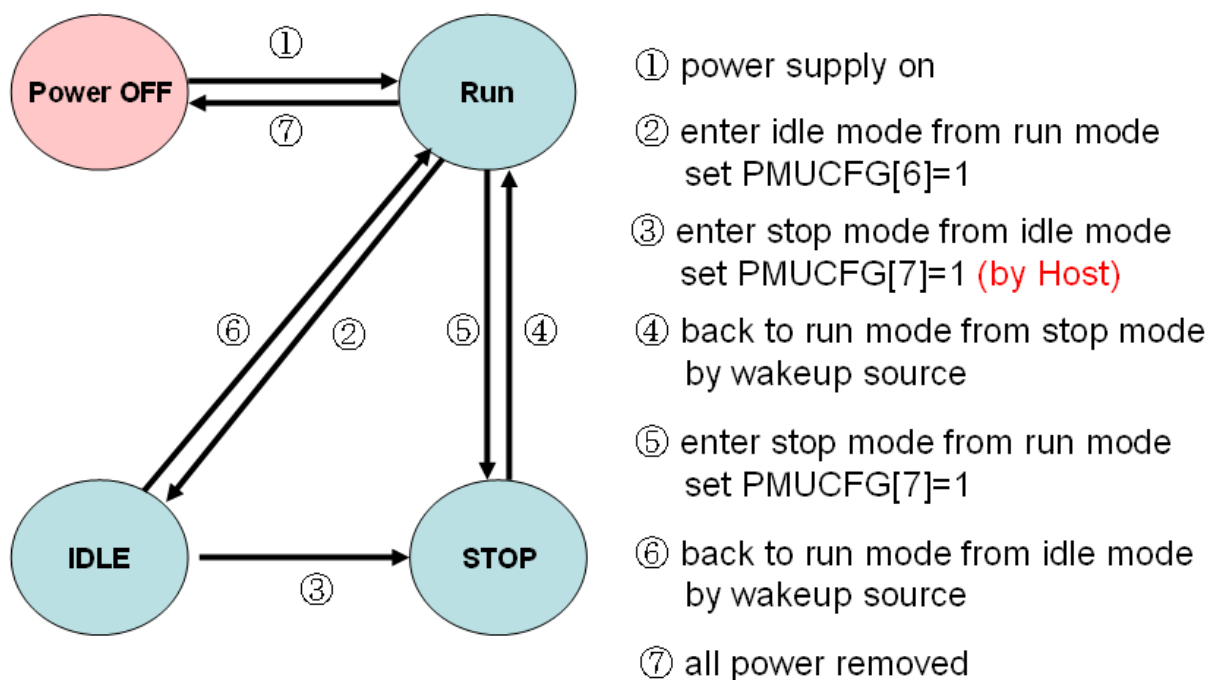 ①
Power OFF
Run
⑦
⑥
②
⑤
④
IDLE
STOP
③
① power supply on
② enter idle mode from run mode
set PMUCFG[6]=1
③ enter stop mode from idle mode
set PMUCFG[7]=1 (by Host)
④ back to run mode from stop mode
by wakeup source
⑤ enter stop mode from run mode
set PMUCFG[7]=1
⑥ back to run mode from idle mode
by wakeup source
⑦ all power removed